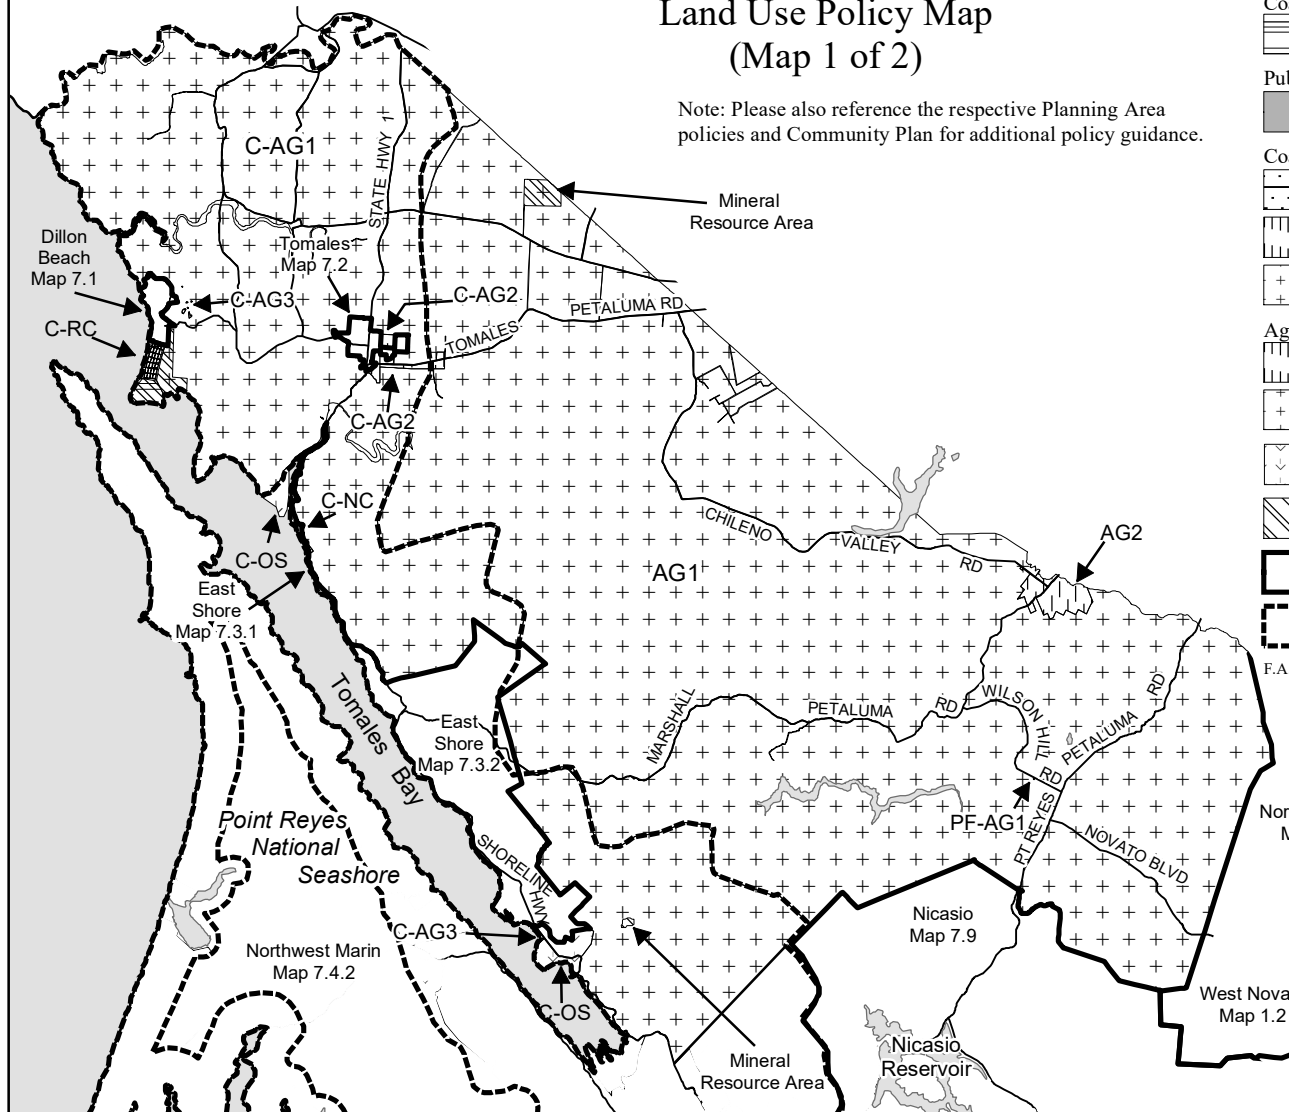 Land Use Policy Map
(Map 1 of 2)
Note: Please also reference the respective Planning Area
policies and Community Plan for additional policy guidance.
C-AG1
STATE HWY 1
Mineral
Resource Area
Dillon
Beach
Map 7.1
Tomales
Map 7.2
C-AG3
C-AG2
C-RC
TOMALES
PETALUMA RD
C-AG2
C-NC
C-OS
CHILENO
VALLEY
RD
AG2
AG1
East
Shore
Map 7.3.1
Tomales
Bay
East
Shore
Map 7.3.2
MARSHALL
PETALUMA
RD
WILSON HILL
RD
PETALUMA
RD
PF-AG1
PT REYES
NOVATO BLVD
Point Reyes
National
Seashore
SHORELINE
HWY
C-AG3
Northwest Marin
Map 7.4.2
C-OS
Nicasio
Map 7.9
Mineral
Resource Area
Nicasio
Reservoir
West Nova
Map 1.2
Nor
M
Co
Pub
Co
Ag
F.A